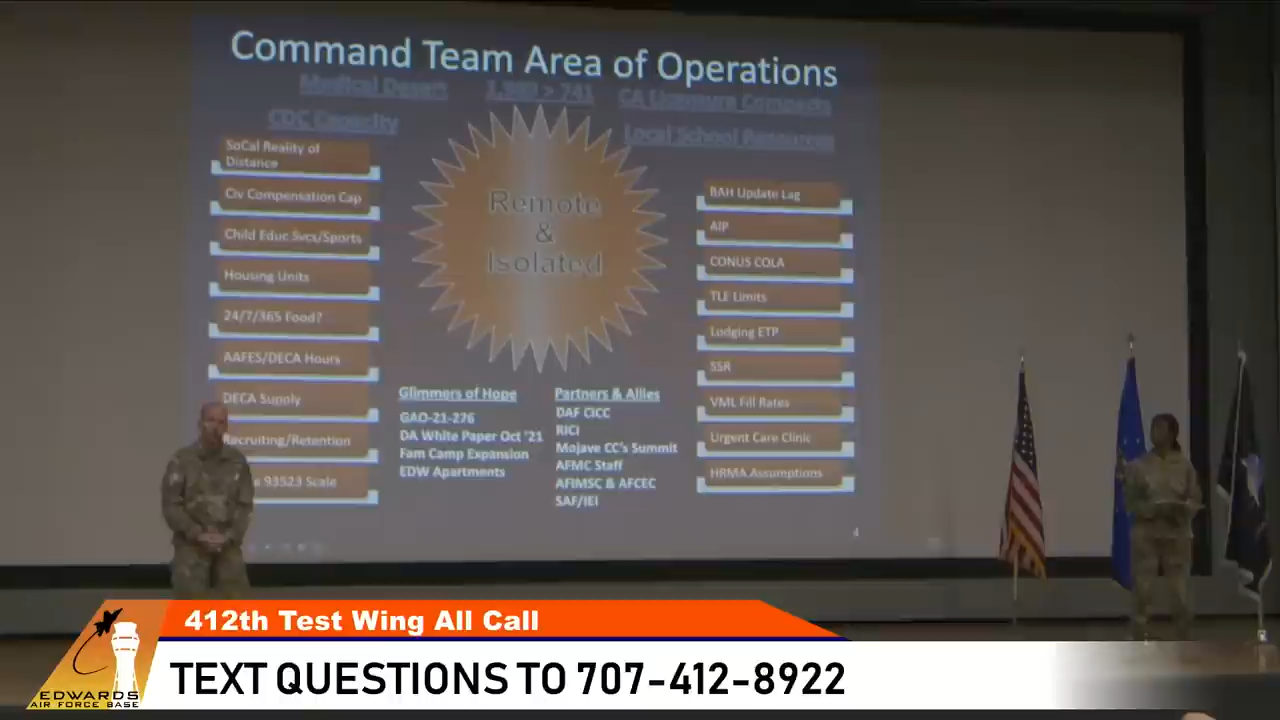 Command Team Area of Operations
Medical Desert
1,389 > 741
CA Licensure Compacts
CDC Capacity
Local School Resources
SoCal Reality of
Distance
Civ Compensation Cap
Child Educ Svcs/Sports
Housing Units
24/7/365 Food?
AAFES/DECA Hours
DECA Supply
Recruiting/Retention
93523 Scale
Remote
&
Isolated
Glimmers of Hope
GAO-21-276
DA White Paper Oct '21
Fam Camp Expansion
EDW Apartments
Partners & Allies
DAF CICC
RICI
Mojave CC's Summit
AFMC Staff
AFIMSC & AFCEC
SAF/IEI
BAH Update Lag
AIP
CONUS COLA
TLE Limits
Lodging ETP
SSR
VML Fill Rates
Urgent Care Clinic
HRMA Assumptions
4
412th Test Wing All Call
TEXT QUESTIONS TO 707-412-8922
EDWARDS
AIR FORCE BASE